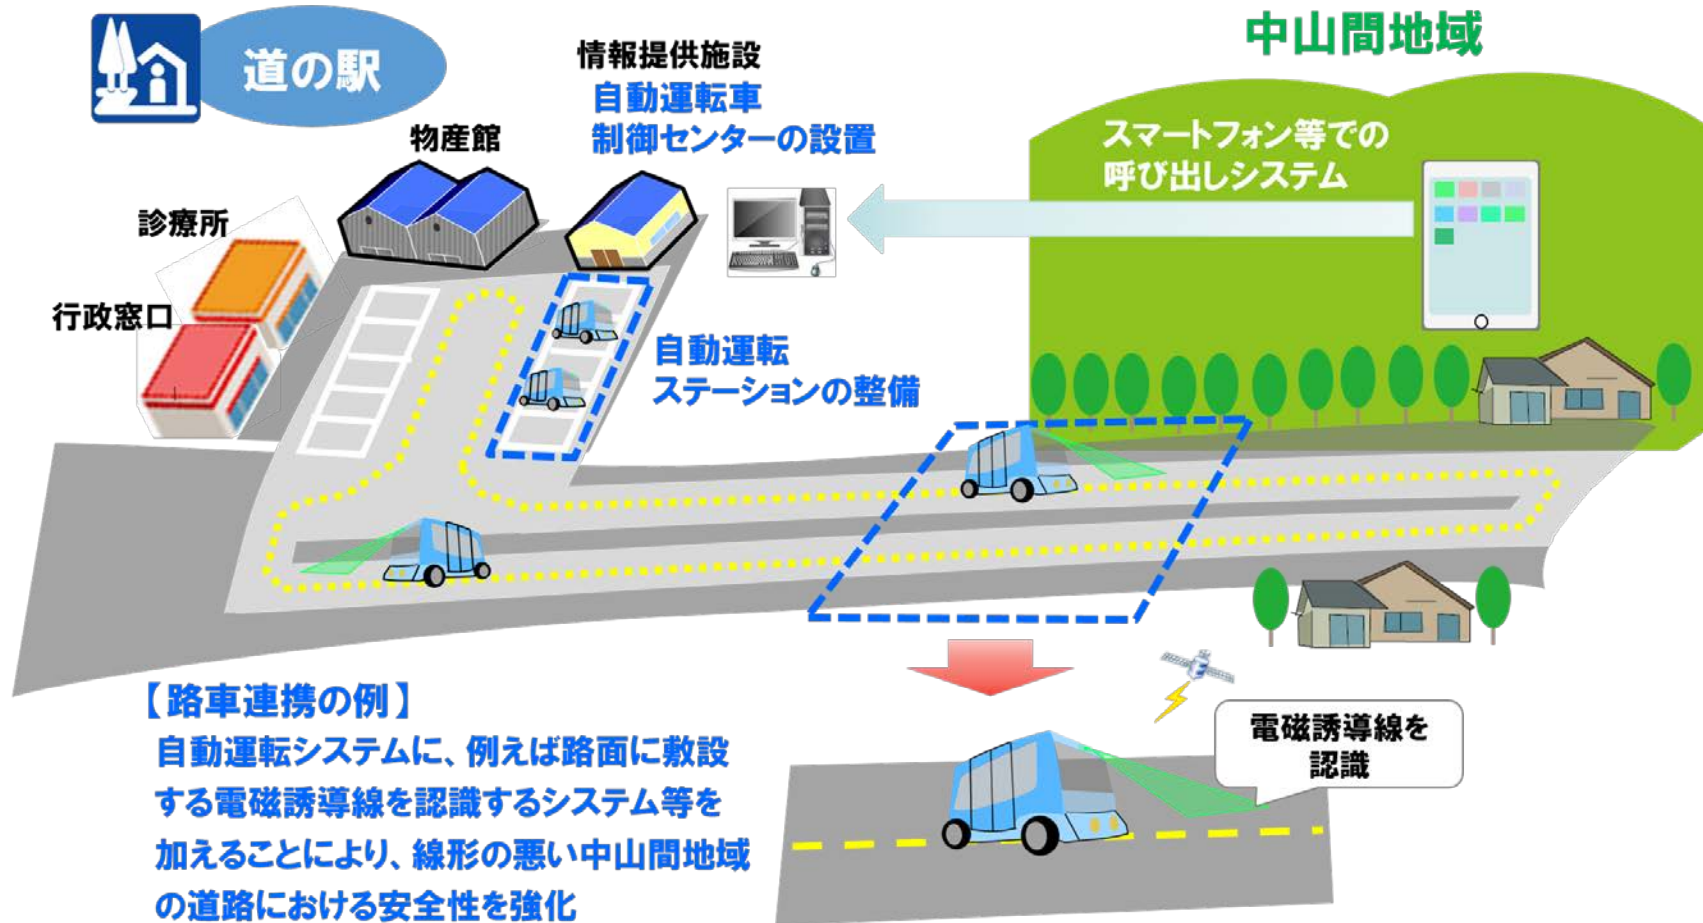 道の駅
情報提供施設
自動運転車
制御センターの設置
中山間地域
スマートフォン等での
呼び出しシステム
物産館
診療所
行政窓口
自動運転
ステーションの整備
【路車連携の例】
自動運転システムに、例えば路面に敷設
する電磁誘導線を認識するシステム等を
加えることにより、線形の悪い中山間地域
の道路における安全性を強化
電磁誘導線を
認識